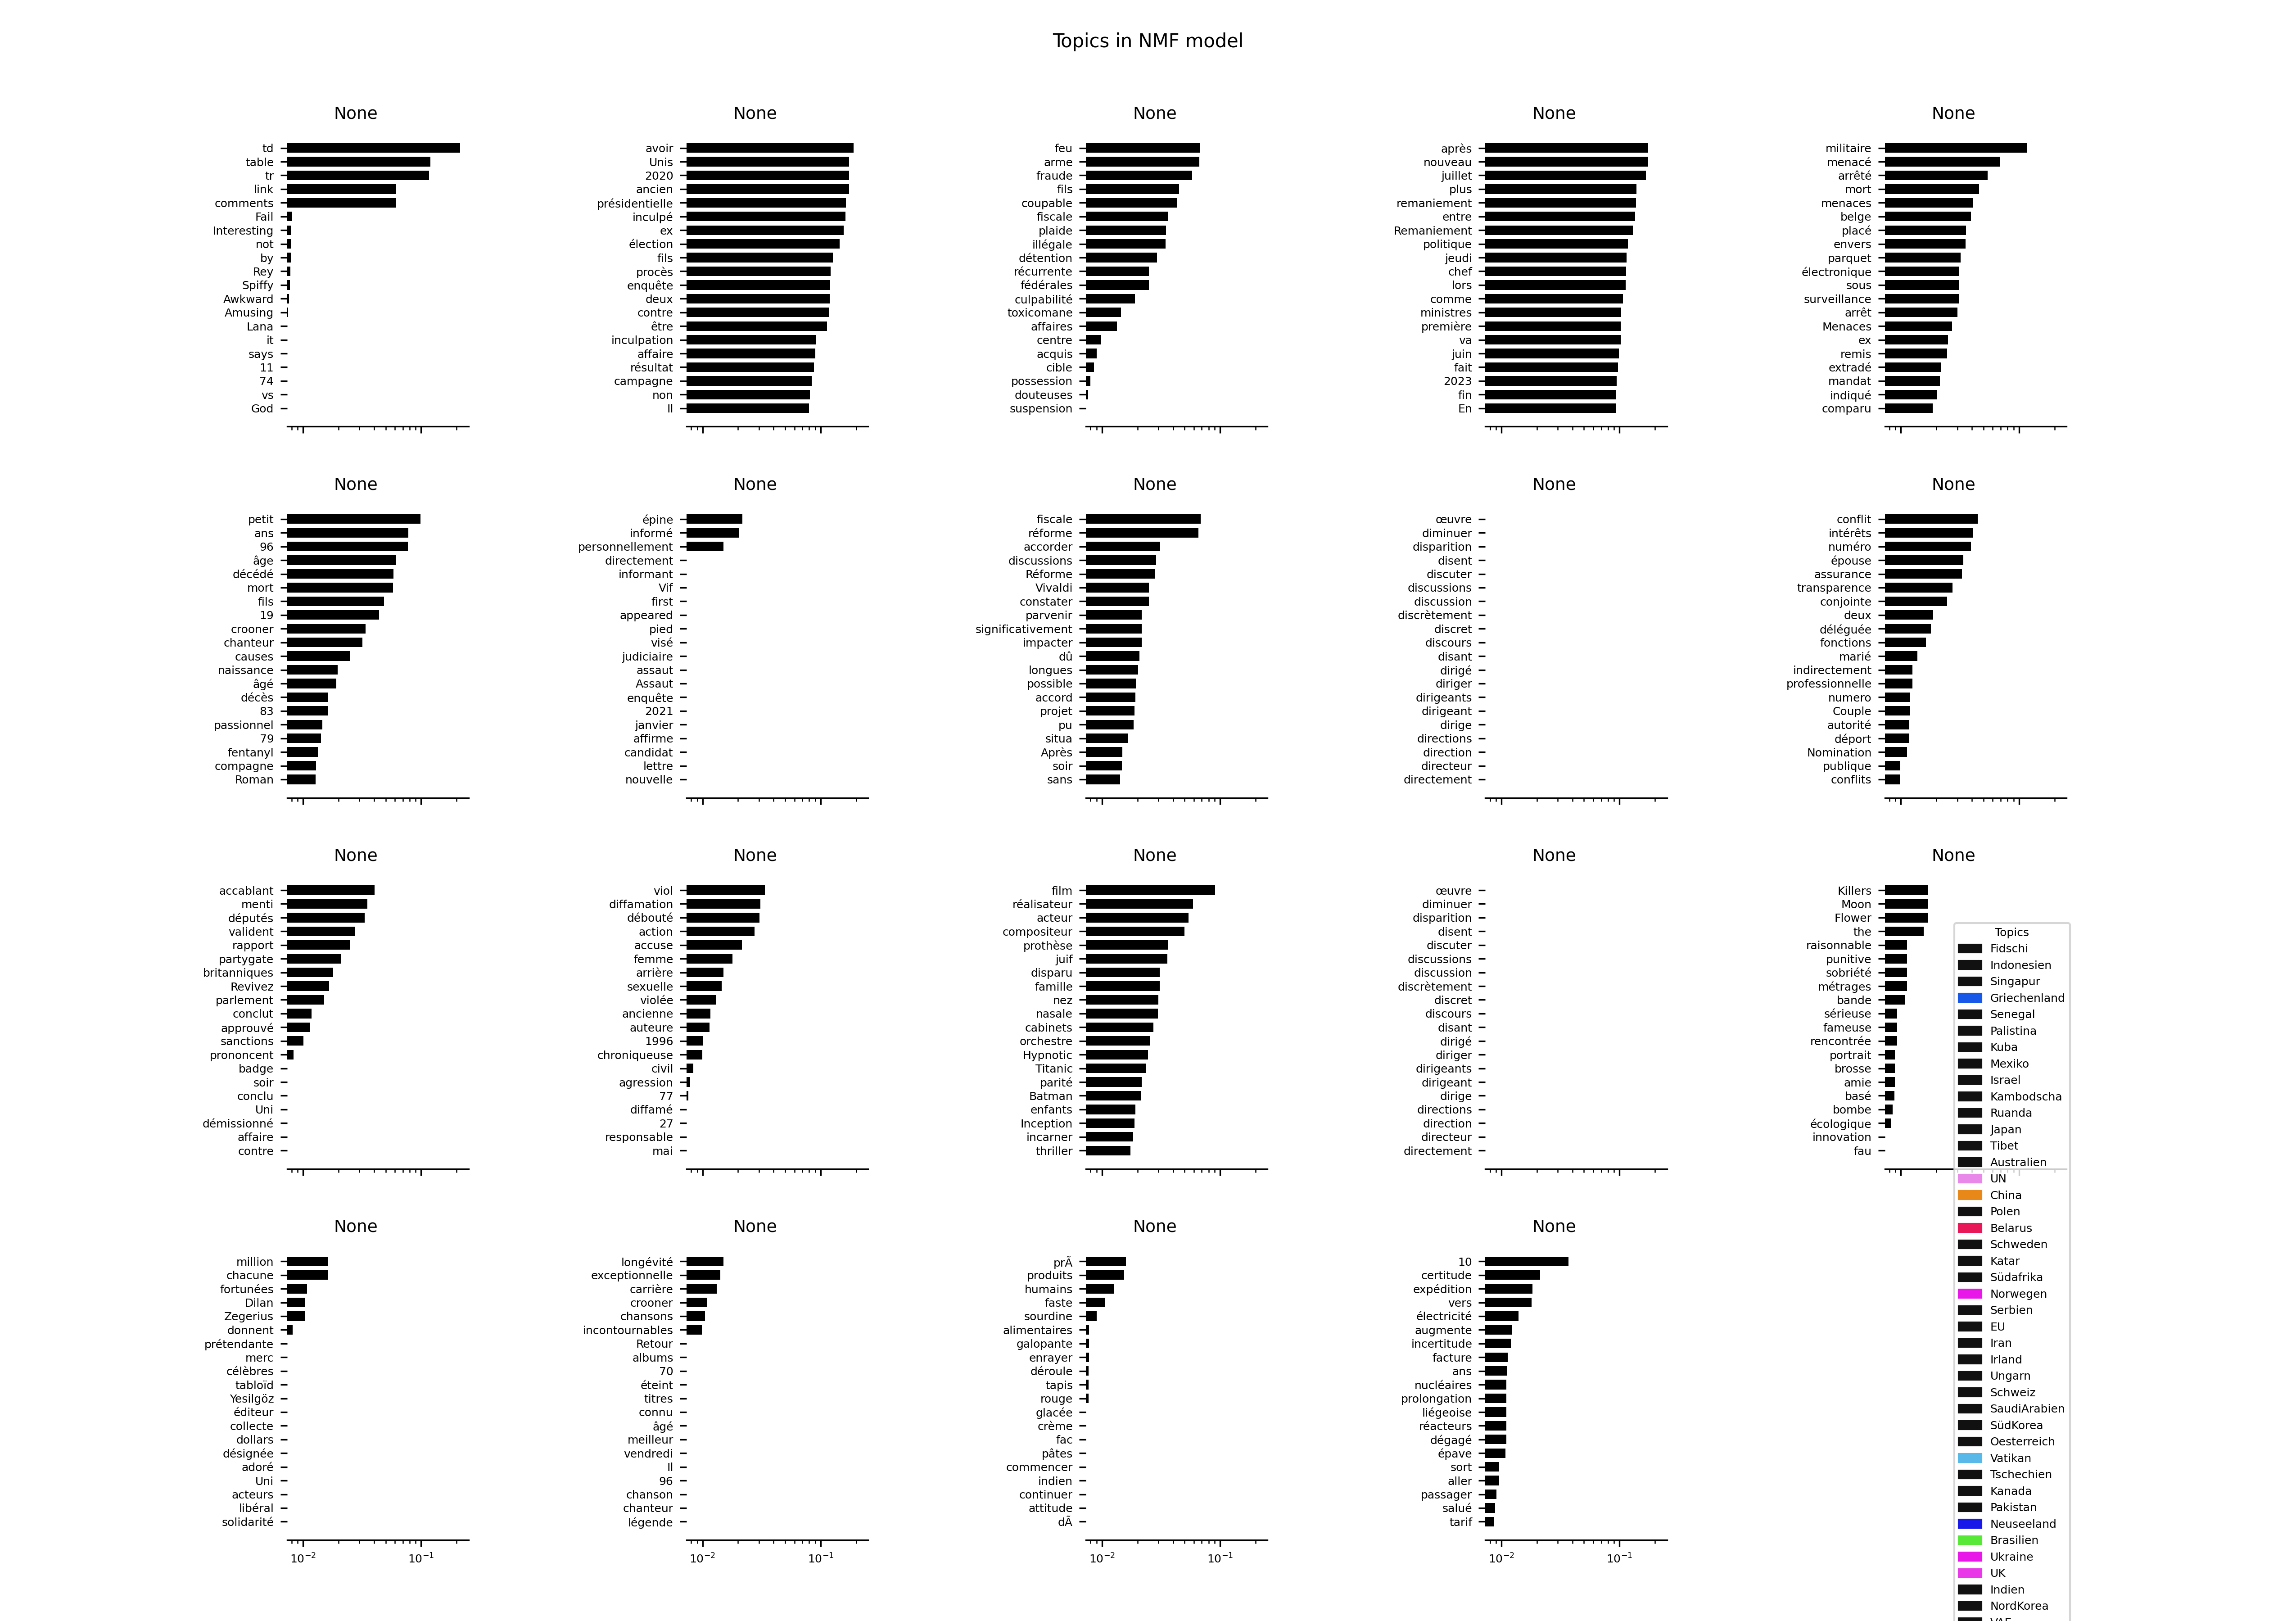 Topics in NMF model
None
td
table
tr
link
comments
Fail
Interesting
not
by
Rey
Spiffy
Awkward
Amusing
Lana
it
says
11
74
vs
God
None
avoir
Unis
2020
ancien
présidentielle
inculpé
ex
élection
fils
procès
enquête
deux
contre
être
inculpation
affaire
résultat
campagne
non
Il
None
feu
arme
fraude
fils
coupable
fiscale
plaide
illégale
détention
récurrente
fédérales
culpabilité
toxicomane
affaires
centre
acquis
cible
possession
douteuses
suspension
None
après
nouveau
juillet
plus
remaniement
entre
Remaniement
politique
jeudi
chef
lors
comme
ministres
première
va
juin
fait
2023
fin
En
None
militaire
menacé
arrêté
mort
menaces
belge
placé
envers
parquet
électronique
sous
surveillance
arrêt
Menaces
ex
remis
extradé
mandat
indiqué
comparu
None
petit
ans
96
âge
décédé
mort
fils
19
crooner
chanteur
causes
naissance
âgé
décès
83
passionnel
79
fentanyl
compagne
Roman
None
épine
informé
personnellement
directement
informant
Vif
first
appeared
pied
visé
judiciaire
assaut
Assaut
enquête
2021
janvier
affirme
candidat
lettre
nouvelle
None
fiscale
réforme
accorder
discussions
Réforme
Vivaldi
constater
parvenir
significativement
impacter
dû
longues
possible
accord
projet
pu
situa
Après
soir
sans
None
œuvre
diminuer
disparition
disent
discuter
discussions
discussion
discrètement
discret
discours
disant
dirigé
diriger
dirigeants
dirigeant
dirige
directions
direction
directeur
directement
None
conflit
intérêts
numéro
épouse
assurance
transparence
conjointe
deux
déléguée
fonctions
marié
indirectement
professionnelle
numero
Couple
autorité
déport
Nomination
publique
conflits
None
accablant
menti
députés
valident
rapport
partygate
britanniques
Revivez
parlement
conclut
approuvé
sanctions
prononcent
badge
soir
conclu
Uni
démissionné
affaire
contre
None
viol
diffamation
débouté
action
accuse
femme
arrière
sexuelle
violée
ancienne
auteure
1996
chroniqueuse
civil
agression
77
diffamé
27
responsable
mai
None
film
réalisateur
acteur
compositeur
prothèse
juif
disparu
famille
nez
nasale
cabinets
orchestre
Hypnotic
Titanic
parité
Batman
enfants
Inception
incarner
thriller
None
œuvre
diminuer
disparition
disent
discuter
discussions
discussion
discrètement
discret
discours
disant
dirigé
diriger
dirigeants
dirigeant
dirige
directions
direction
directeur
directement
None
Killers
Moon
Flower
the
raisonnable
punitive
sobriété
métrages
bande
sérieuse
fameuse
rencontrée
portrait
brosse
amie
basé
bombe
écologique
innovation
fau
None
million
chacune
fortunées
Dilan
Zegerius
donnent
prétendante
merc
célèbres
tabloïd
Yesilgöz
éditeur
collecte
dollars
désignée
adoré
Uni
acteurs
libéral
solidarité
10⁻² 10⁻¹
None
longévité
exceptionnelle
carrière
crooner
chansons
incontournables
Retour
albums
70
éteint
titres
connu
âgé
meilleur
vendredi
Il
96
chanson
chanteur
légende
10⁻² 10⁻¹
None
prÃ
produits
humains
faste
sourdine
alimentaires
galopante
enrayer
déroule
tapis
rouge
glacée
crème
fac
pâtes
commencer
indien
continuer
attitude
dÃ
10⁻² 10⁻¹
None
10
certitude
expédition
vers
électricité
augmente
incertitude
facture
ans
nucléaires
prolongation
liégeoise
réacteurs
dégagé
épave
sort
aller
passager
salué
tarif
10⁻² 10⁻¹
Topics
Fidschi
Indonesien
Singapur
Griechenland
Senegal
Palistina
Kuba
Mexiko
Israel
Kambodscha
Ruanda
Japan
Tibet
Australien
UN
China
Polen
Belarus
Schweden
Katar
Südafrika
Norwegen
Serbien
EU
Iran
Irland
Ungarn
Schweiz
SaudiArabien
SüdKorea
Oesterreich
Vatikan
Tschechien
Kanada
Pakistan
Neuseeland
Brasilien
Ukraine
UK
Indien
NordKorea